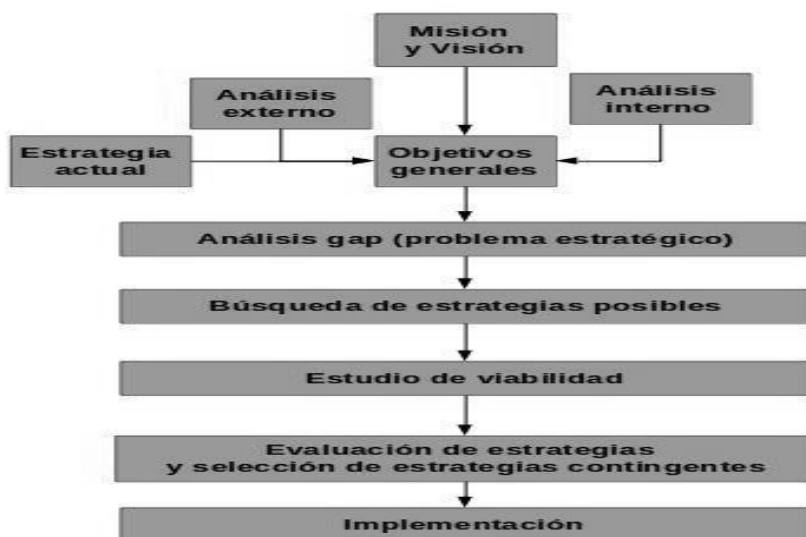 Misión
y Visión
Análisis
externo
Análisis
interno
Estrategia
actual
Objetivos
generales
Análisis gap (problema estratégico)
Búsqueda de estrategias posibles
Estudio de viabilidad
Evaluación de estrategias
y selección de estrategias contingentes
Implementación